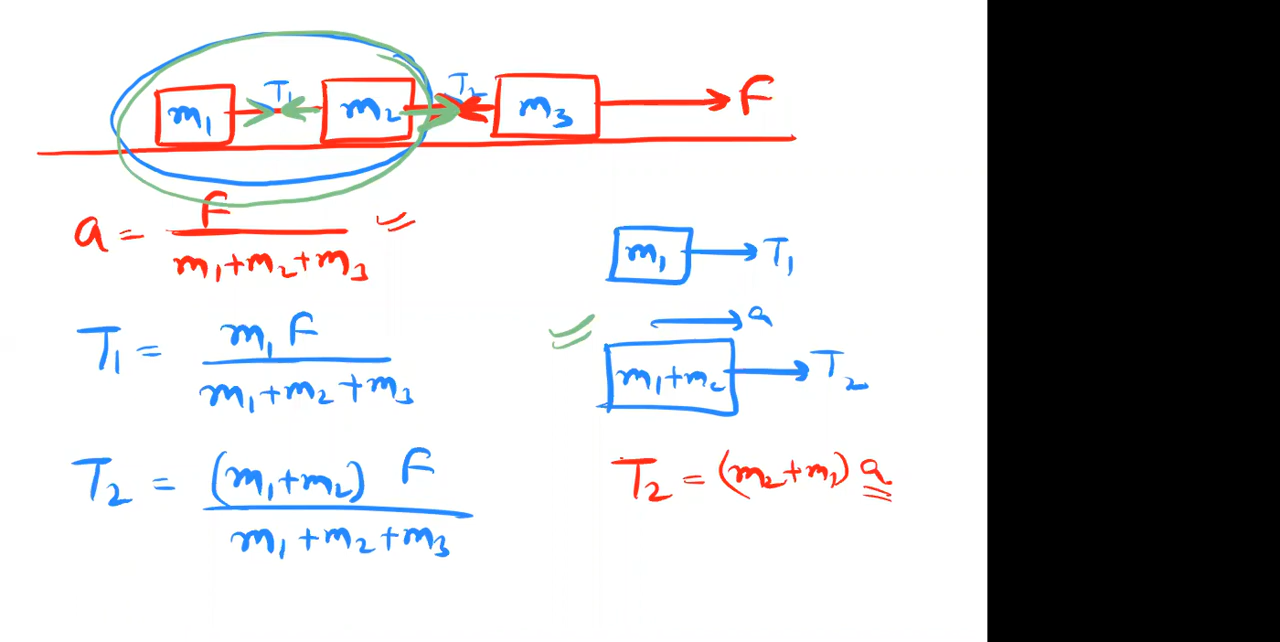 m₁ T₁ m₂ T₂ m₃ F
a = F / (m₁+m₂+m₃)
m₁ T₁
T₁ = m₁ F / (m₁+m₂+m₃)
a
m₁+m₂ T₂
T₂ = (m₁+m₂) F / (m₁+m₂+m₃)
T₂ = (m₂+m₁) a